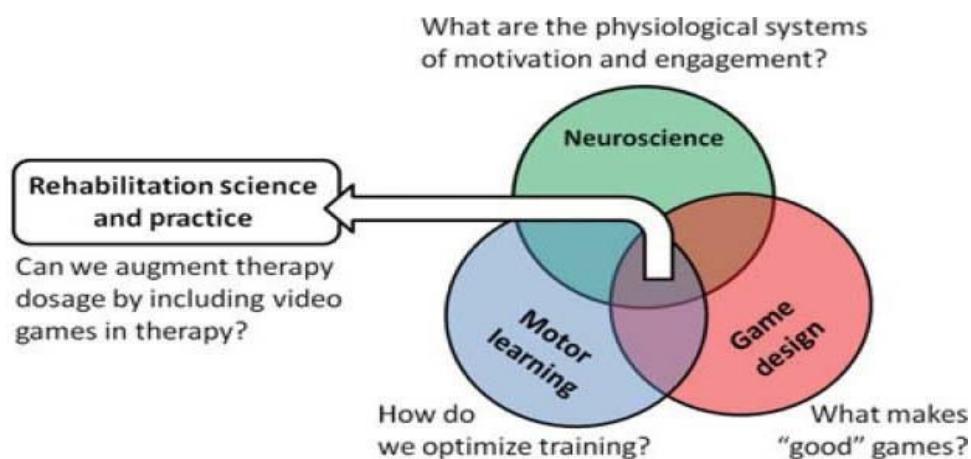 What are the physiological systems
of motivation and engagement?
Neuroscience
Rehabilitation science
and practice
Can we augment therapy
dosage by including video
games in therapy?
Motor
learning
Game
design
How do
we optimize training?
What makes
“good” games?